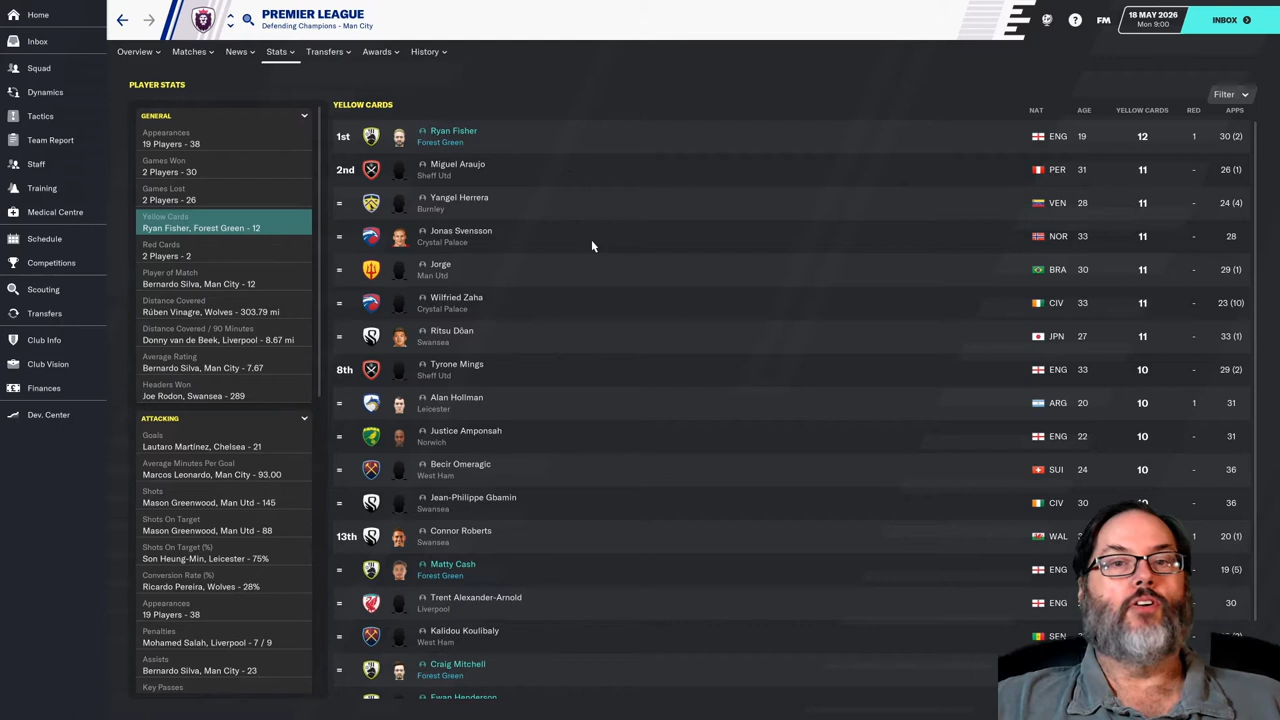 Home
Inbox
Squad
Dynamics
Tactics
Team Report
Staff
Training
Medical Centre
Schedule
Competitions
Scouting
Transfers
Club Info
Club Vision
Finances
Dev. Center
PREMIER LEAGUE
Defending Champions - Man City
FM
18 MAY 2026
Mon 9:00
INBOX
Overview Matches News Stats Transfers Awards History
PLAYER STATS
GENERAL
Appearances
19 Players - 38
Games Won
2 Players - 30
Games Lost
2 Players - 26
Yellow Cards
Ryan Fisher, Forest Green - 12
Red Cards
2 Players - 2
Player of Match
Bernardo Silva, Man City - 12
Distance Covered
Rúben Vinagre, Wolves - 303.79 mi
Distance Covered / 90 Minutes
Donny van de Beek, Liverpool - 8.67 mi
Average Rating
Bernardo Silva, Man City - 7.67
Headers Won
Joe Rodon, Swansea - 289
ATTACKING
Goals
Lautaro Martínez, Chelsea - 21
Average Minutes Per Goal
Marcos Leonardo, Man City - 93.00
Shots
Mason Greenwood, Man Utd - 145
Shots On Target
Mason Greenwood, Man Utd - 88
Shots On Target (%)
Son Heung-Min, Leicester - 75%
Conversion Rate (%)
Ricardo Pereira, Wolves - 28%
Appearances
19 Players - 38
Penalties
Mohamed Salah, Liverpool - 7 / 9
Assists
Bernardo Silva, Man City - 23
Key Passes
Filter
YELLOW CARDS NAT AGE YELLOW CARDS RED APPS
1st Ryan Fisher ENG 19 12 1 30 (2)
Forest Green
2nd Miguel Araujo PER 31 11 - 26 (1)
Sheff Utd
= Yangel Herrera VEN 28 11 - 24 (4)
Burnley
= Jonas Svensson NOR 33 11 - 28
Crystal Palace
= Jorge BRA 30 11 - 29 (1)
Man Utd
= Wilfried Zaha CIV 33 11 - 23 (10)
Crystal Palace
= Ritsu Dōan JPN 27 11 - 33 (1)
Swansea
8th Tyrone Mings ENG 33 10 - 29 (2)
Sheff Utd
= Alan Hollman ARG 20 10 1 31
Leicester
= Justice Amponsah ENG 22 10 - 31
Norwich
= Becir Omeragic SUI 24 10 - 36
West Ham
= Jean-Philippe Gbamin CIV 30 - 36
Swansea
13th Connor Roberts WAL 1 20 (1)
Swansea
= Matty Cash ENG - 19 (5)
Forest Green
= Trent Alexander-Arnold ENG - 30
Liverpool
= Kalidou Koulibaly SEN
West Ham
= Craig Mitchell
Forest Green
Ewan Henderson